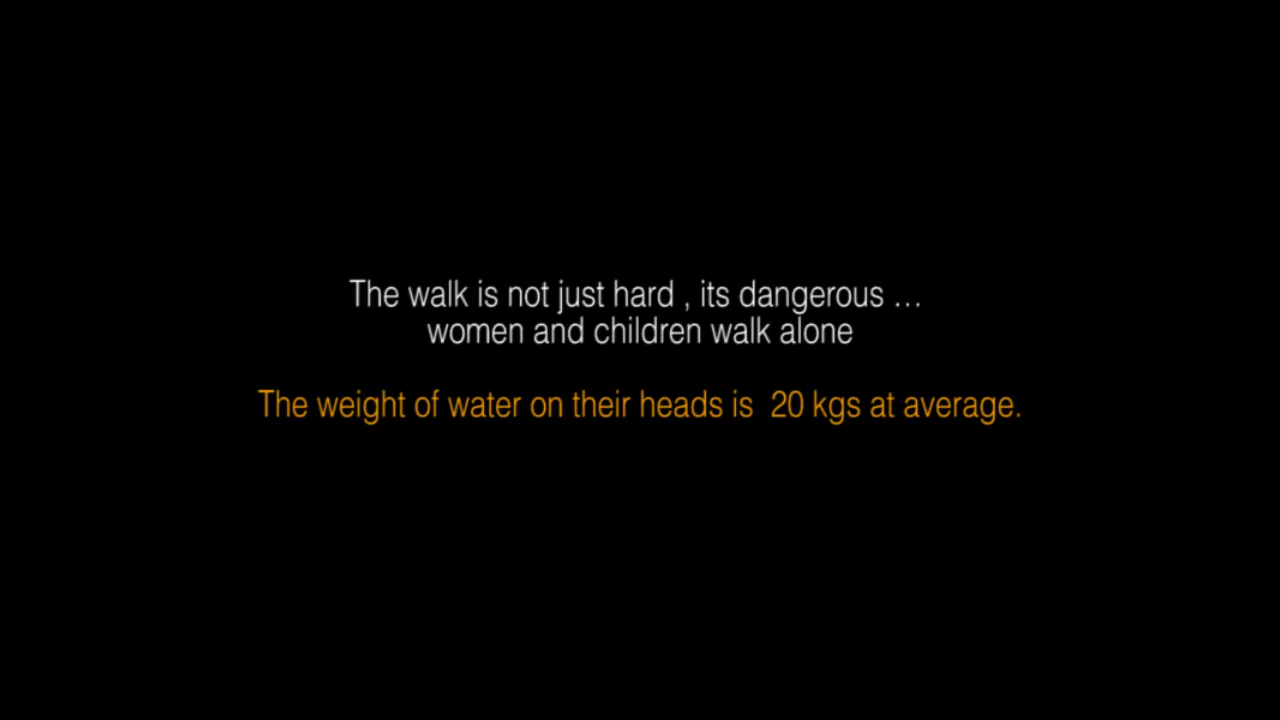 The walk is not just hard , its dangerous ...
women and children walk alone
The weight of water on their heads is  20 kgs at average.